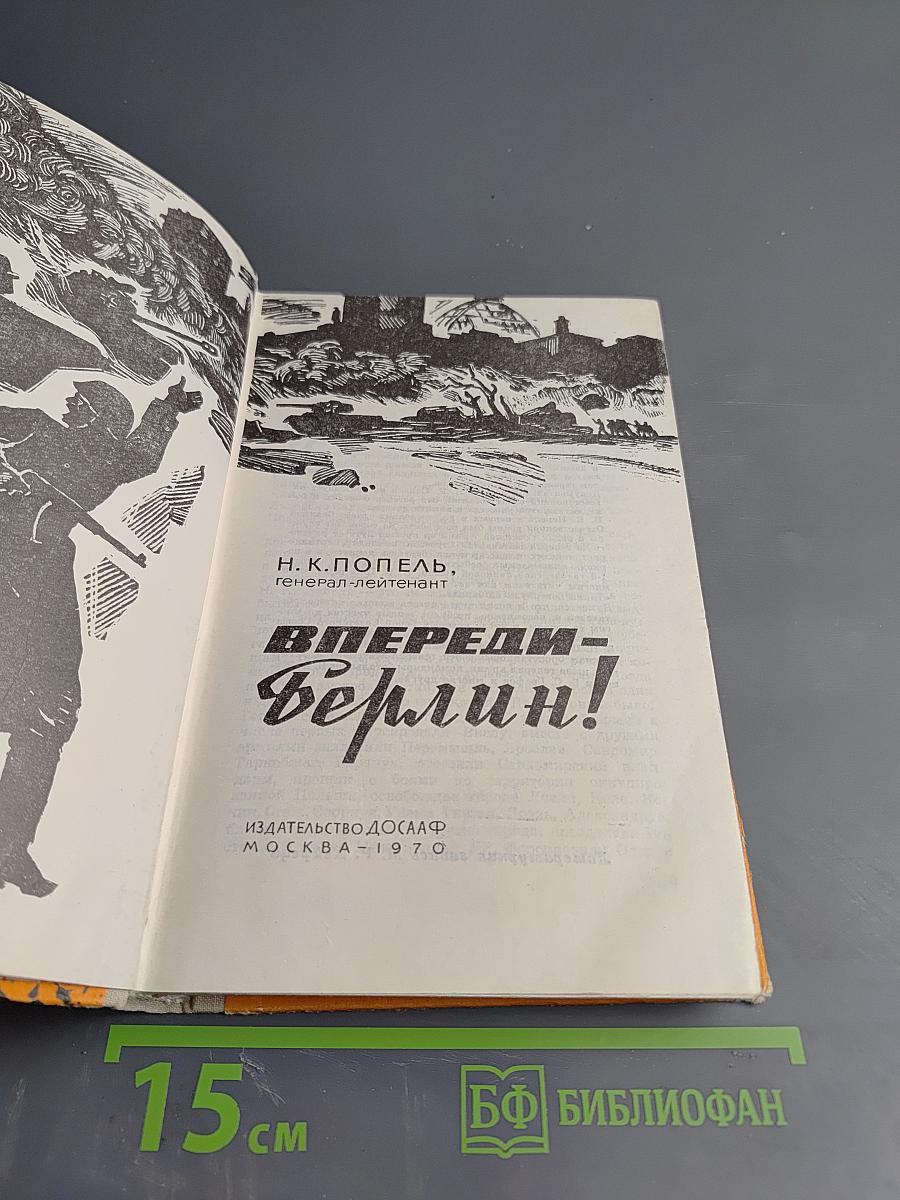 Н. К. ПОПЕЛЬ,
генерал-лейтенант
ВПЕРЕДИ-
Берлин!
ИЗДАТЕЛЬСТВО ДОСААФ
МОСКВА – 1970
15 см
БФ БИБЛИОФАН